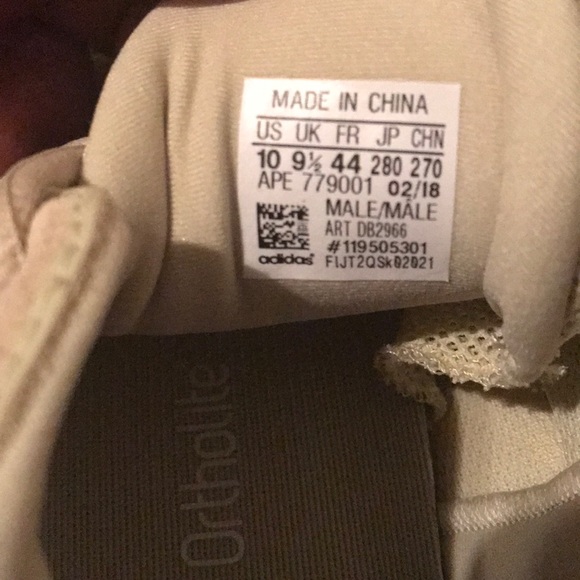 MADE IN CHINA
US UK FR JP CHN
10 9½ 44 280 270
APE 779001 02/18
MALE/MÂLE
ART DB2966
#119505301
adidas FIJT2QSk02021
Ortholite